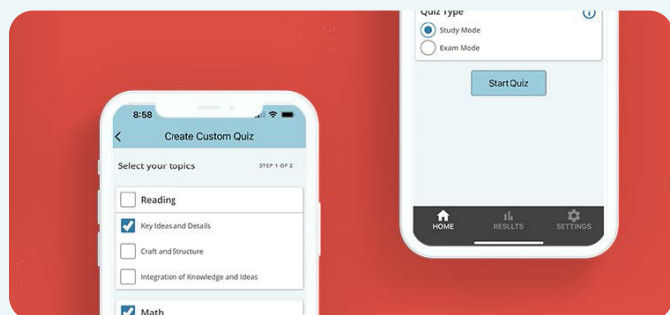 8:58
Create Custom Quiz
Select your topics
STEP 1 OF 2
Reading
Key Ideas and Details
Craft and Structure
Integration of Knowledge and Ideas
Math
Quiz Type
Study Mode
Exam Mode
Start Quiz
HOME
RESULTS
SETTINGS